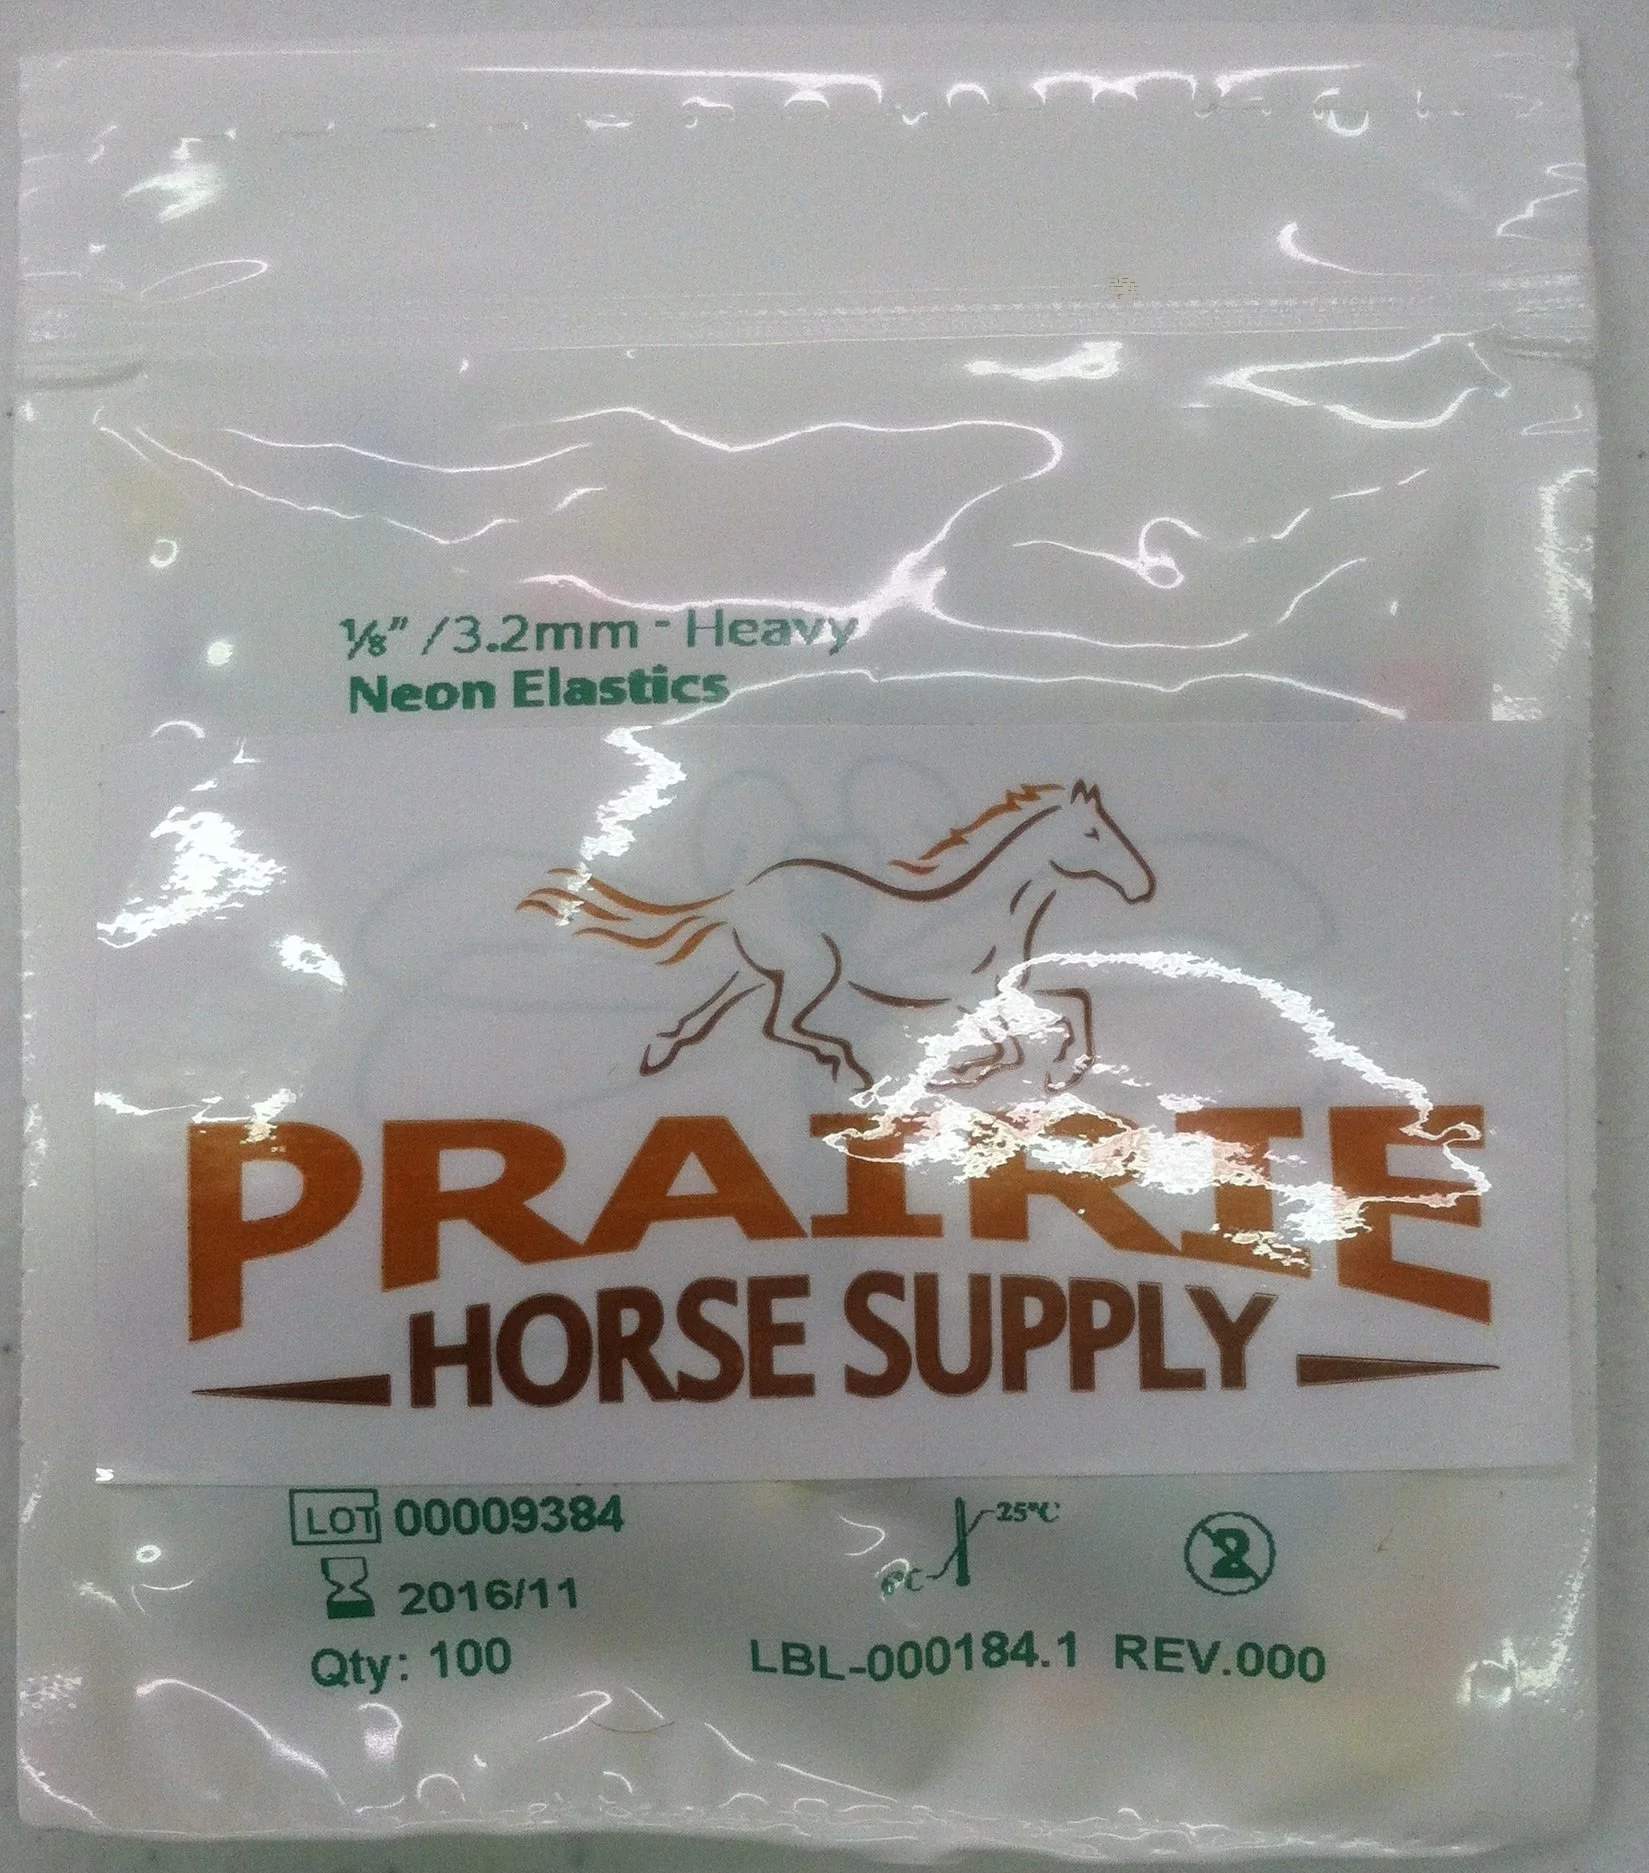 ⅛" /3.2mm - Heavy
Neon Elastics
PRAIRIE
HORSE SUPPLY
LOT 00009384
25°C
2016/11
2
Qty: 100
LBL-000184.1 REV.000